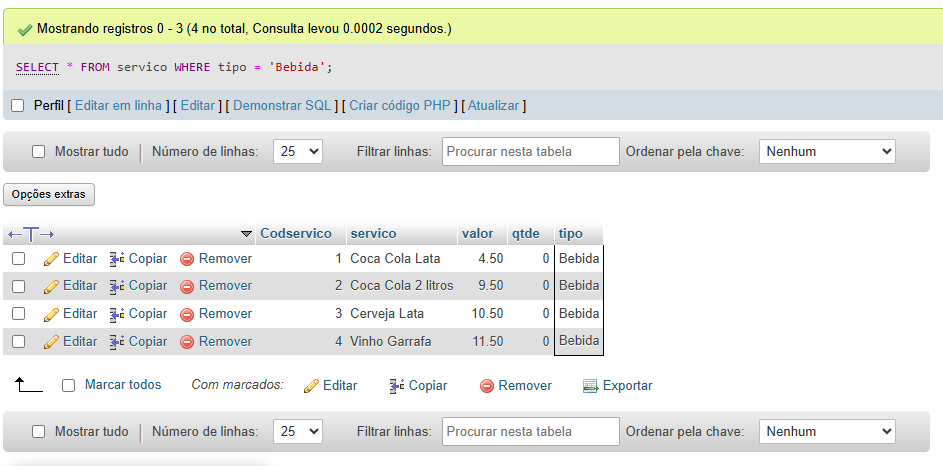 Mostrando registros 0 - 3 (4 no total, Consulta levou 0.0002 segundos.)
SELECT * FROM servico WHERE tipo = 'Bebida';
Perfil [ Editar em linha ] [ Editar ] [ Demonstrar SQL ] [ Criar código PHP ] [ Atualizar ]
Mostrar tudo | Número de linhas: 25 Filtrar linhas: Procurar nesta tabela Ordenar pela chave: Nenhum
Opções extras
←T→ Codservico servico valor qtde tipo
Editar Copiar Remover 1 Coca Cola Lata 4.50 0 Bebida
Editar Copiar Remover 2 Coca Cola 2 litros 9.50 0 Bebida
Editar Copiar Remover 3 Cerveja Lata 10.50 0 Bebida
Editar Copiar Remover 4 Vinho Garrafa 11.50 0 Bebida
Marcar todos Com marcados: Editar Copiar Remover Exportar
Mostrar tudo | Número de linhas: 25 Filtrar linhas: Procurar nesta tabela Ordenar pela chave: Nenhum